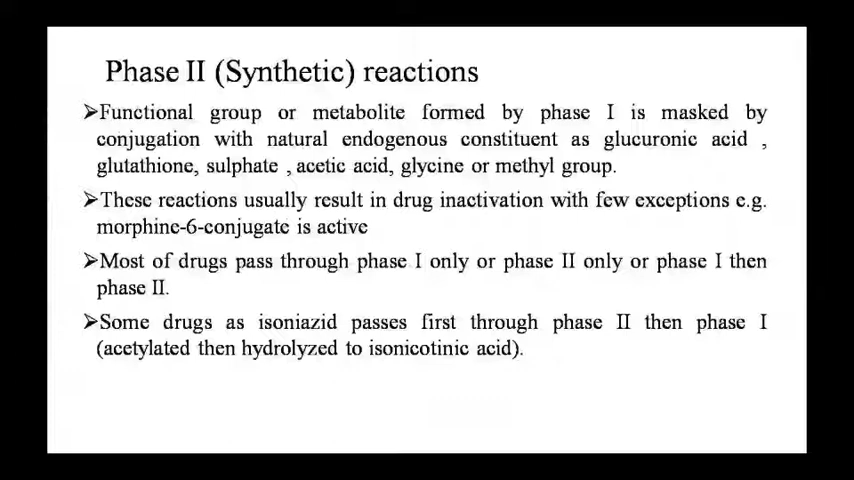 Phase II (Synthetic) reactions
➢Functional group or metabolite formed by phase I is masked by
conjugation with natural endogenous constituent as glucuronic acid ,
glutathione, sulphate , acetic acid, glycine or methyl group.
➢These reactions usually result in drug inactivation with few exceptions e.g.
morphine-6-conjugate is active
➢Most of drugs pass through phase I only or phase II only or phase I then
phase II.
➢Some drugs as isoniazid passes first through phase II then phase I
(acetylated then hydrolyzed to isonicotinic acid).